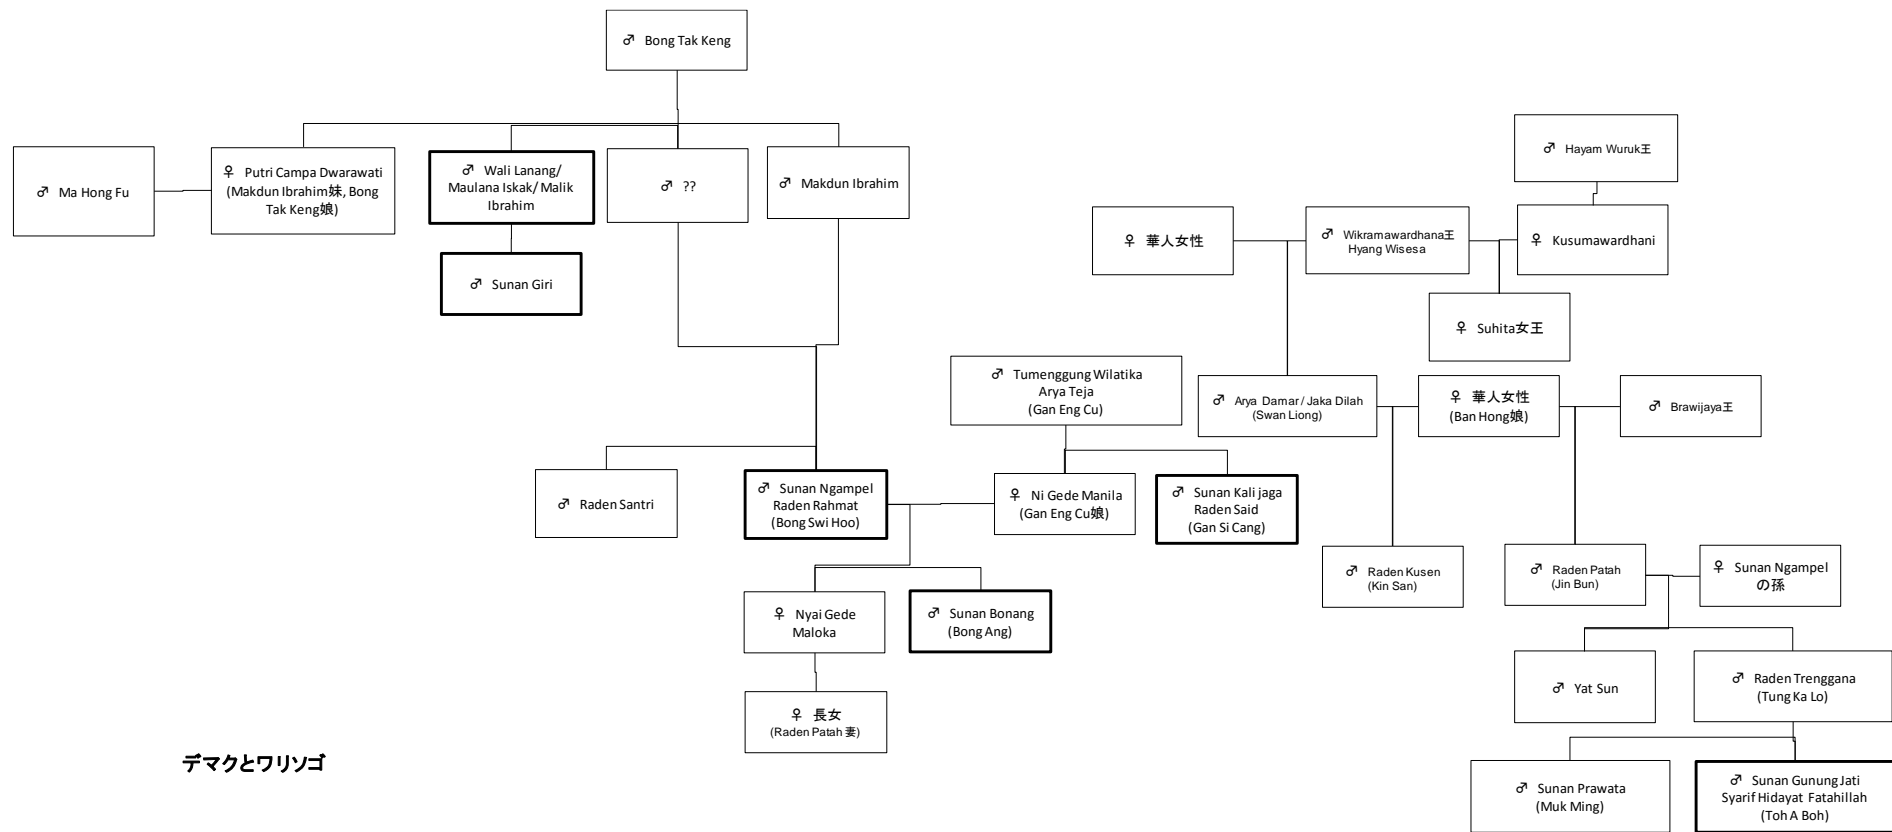 ♂ Bong Tak Keng
♂ Ma Hong Fu
♀ Putri Campa Dwarawati
(Makdun Ibrahim妹, Bong
Tak Keng娘)
♂ Wali Lanang/
Maulana Iskak/ Malik
Ibrahim
♂ ??
♂ Makdun Ibrahim
♂ Hayam Wuruk王
♀ 華人女性
♂ Wikramawardhana王
Hyang Wisesa
♀ Kusumawardhani
♂ Sunan Giri
♀ Suhita女王
♂ Tumenggung Wilatika
Arya Teja
(Gan Eng Cu)
♂ Arya Damar / Jaka Dilah
(Swan Liong)
♀ 華人女性
(Ban Hong娘)
♂ Brawijaya王
♂ Raden Santri
♂ Sunan Ngampel
Raden Rahmat
(Bong Swi Hoo)
♀ Ni Gede Manila
(Gan Eng Cu娘)
♂ Sunan Kali jaga
Raden Said
(Gan Si Cang)
♂ Raden Kusen
(Kin San)
♂ Raden Patah
(Jin Bun)
♀ Sunan Ngampel
の孫
♀ Nyai Gede
Maloka
♂ Sunan Bonang
(Bong Ang)
♂ Yat Sun
♂ Raden Trenggana
(Tung Ka Lo)
♀ 長女
(Raden Patah 妻)
デマクとワリソゴ
♂ Sunan Prawata
(Muk Ming)
♂ Sunan Gunung Jati
Syarif Hidayat Fatahillah
(Toh A Boh)